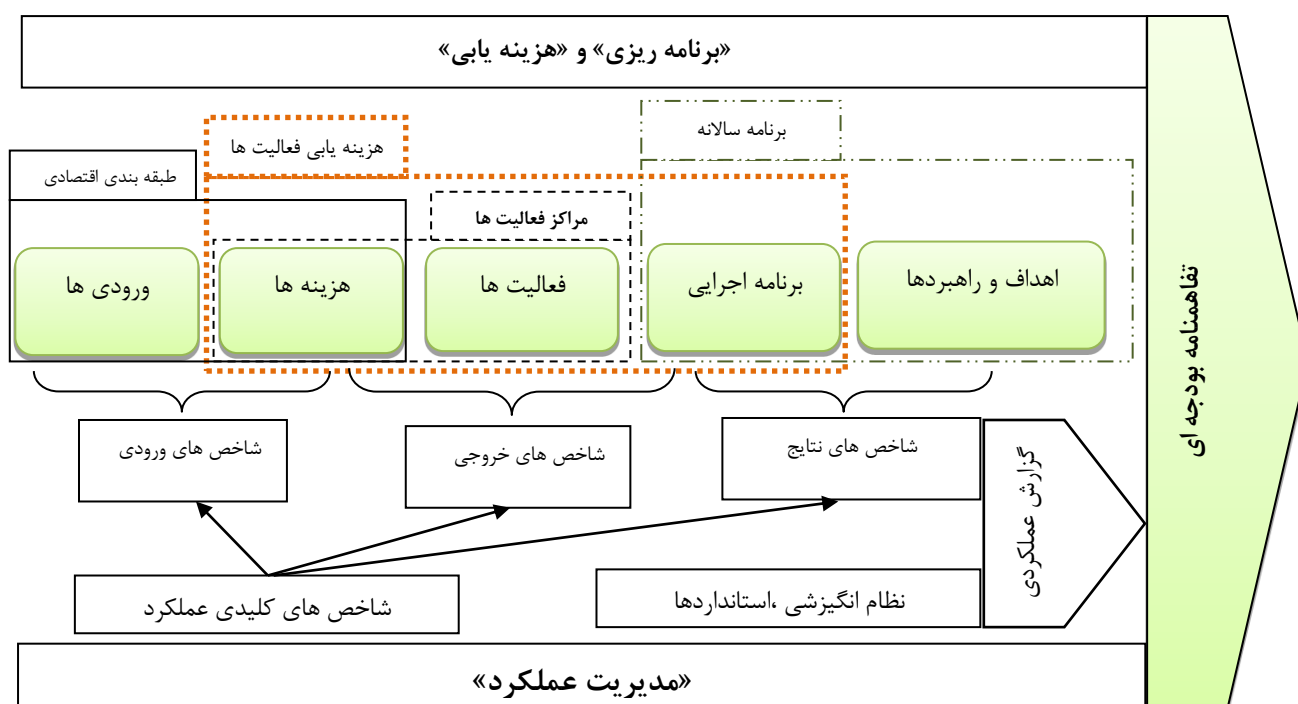 «برنامه ریزی» و «هزینه یابی»
برنامه سالانه
هزینه یابی فعالیت ها
طبقه بندی اقتصادی
مراکز فعالیت ها
اهداف و راهبردها
برنامه اجرایی
فعالیت ها
هزینه ها
ورودی ها
تفاهمنامه بودجه ای
شاخص های نتایج
شاخص های خروجی
شاخص های ورودی
گزارش عملکردی
نظام انگیزشی ،استانداردها
شاخص های کلیدی عملکرد
«مدیریت عملکرد»